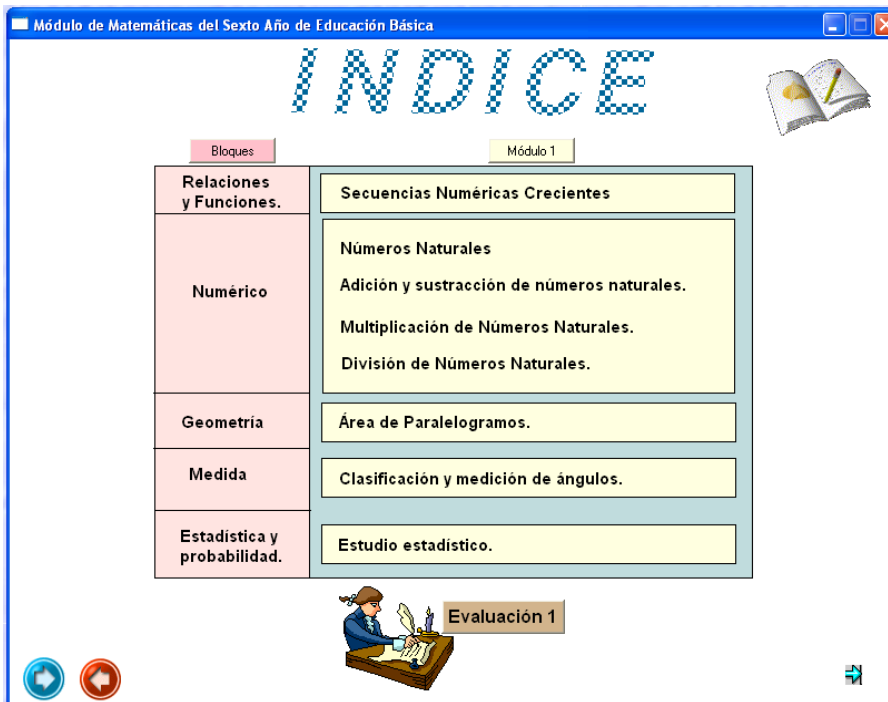 Módulo de Matemáticas del Sexto Año de Educación Básica
INDICE
Bloques
Módulo 1
Relaciones
y Funciones.
Secuencias Numéricas Crecientes
Numérico
Números Naturales
Adición y sustracción de números naturales.
Multiplicación de Números Naturales.
División de Números Naturales.
Geometría
Área de Paralelogramos.
Medida
Clasificación y medición de ángulos.
Estadística y
probabilidad.
Estudio estadístico.
Evaluación 1